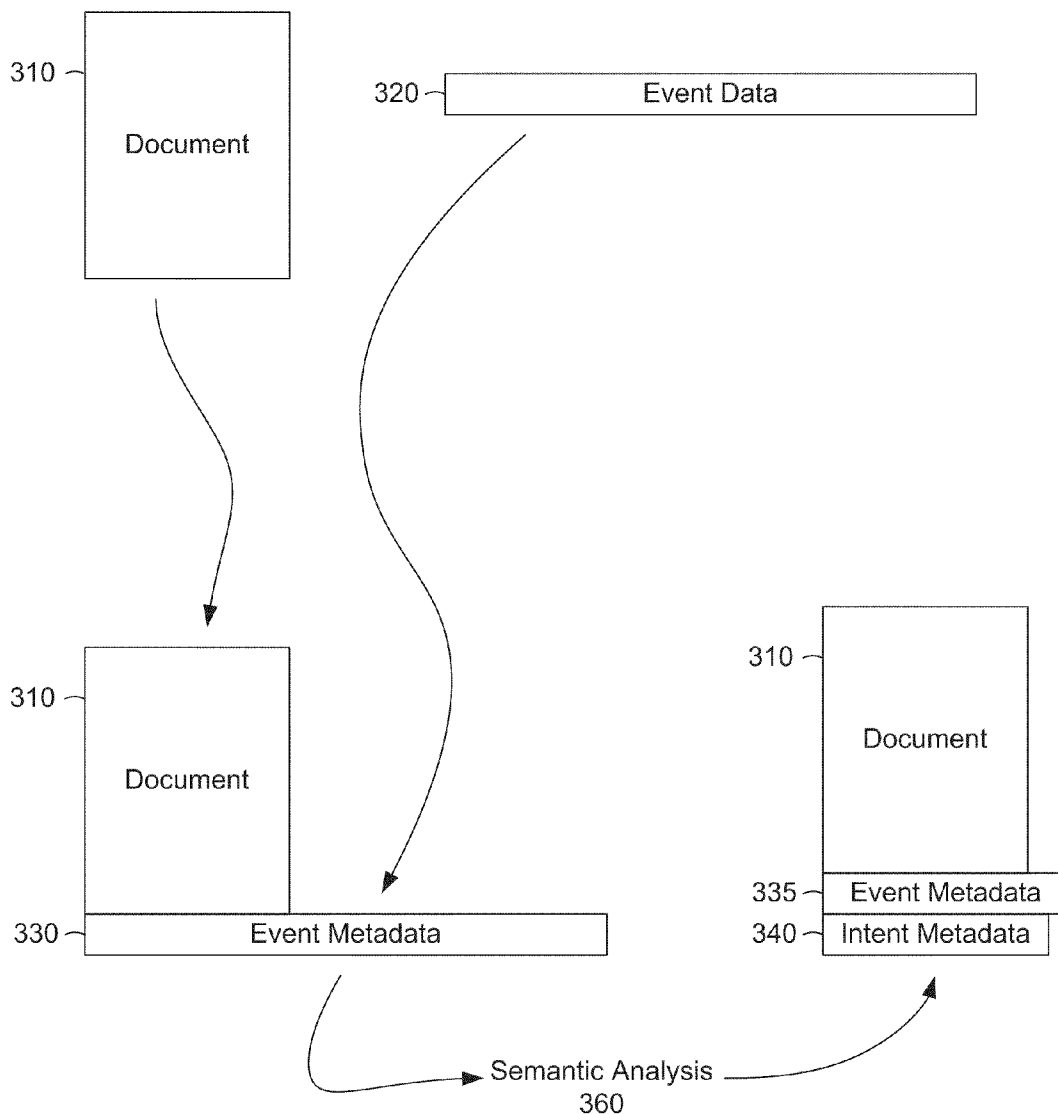 310
Document
320
Event Data
310
Document
330
Event Metadata
310
Document
335
Event Metadata
340
Intent Metadata
Semantic Analysis
360